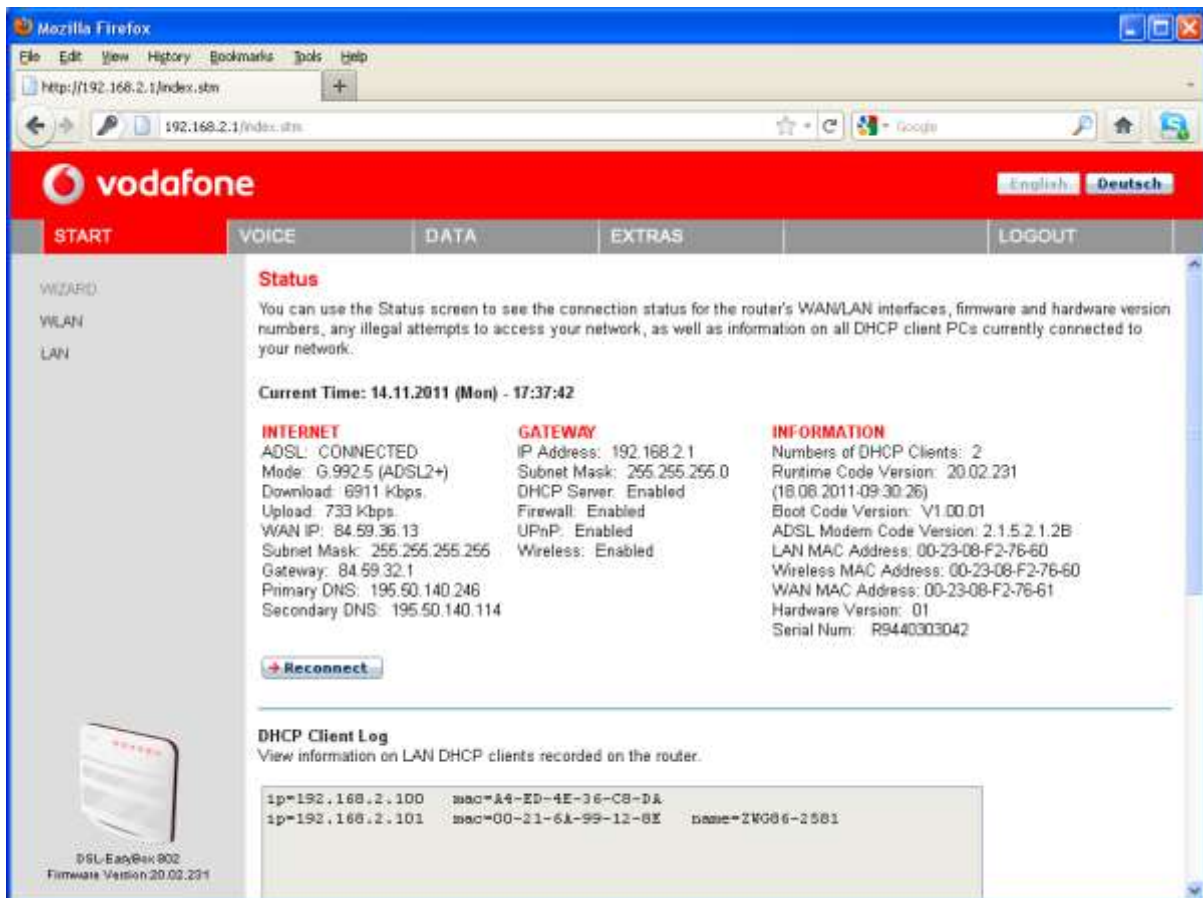 Mozilla Firefox
File Edit View History Bookmarks Tools Help
http://192.168.2.1/index.stm +
192.168.2.1/index.stm Google
vodafone
English Deutsch
START VOICE DATA EXTRAS LOGOUT
WIZARD
WLAN
LAN
Status
You can use the Status screen to see the connection status for the router's WAN/LAN interfaces, firmware and hardware version
numbers, any illegal attempts to access your network, as well as information on all DHCP client PCs currently connected to
your network.
Current Time: 14.11.2011 (Mon) - 17:37:42
INTERNET
ADSL: CONNECTED
Mode: G.992.5 (ADSL2+)
Download: 6911 Kbps.
Upload: 733 Kbps.
WAN IP: 84.59.36.13
Subnet Mask: 255.255.255.255
Gateway: 84.59.32.1
Primary DNS: 195.50.140.246
Secondary DNS: 195.50.140.114
GATEWAY
IP Address: 192.168.2.1
Subnet Mask: 255.255.255.0
DHCP Server: Enabled
Firewall: Enabled
UPnP: Enabled
Wireless: Enabled
INFORMATION
Numbers of DHCP Clients: 2
Runtime Code Version: 20.02.231
(18.08.2011-09:30:26)
Boot Code Version: V1.00.01
ADSL Modem Code Version: 2.1.5.2.1.2B
LAN MAC Address: 00-23-08-F2-76-60
Wireless MAC Address: 00-23-08-F2-76-60
WAN MAC Address: 00-23-08-F2-76-61
Hardware Version: 01
Serial Num: R9440303042
Reconnect
DHCP Client Log
View information on LAN DHCP clients recorded on the router.
ip=192.168.2.100 mac=A4-ED-4E-36-C8-DA
ip=192.168.2.101 mac=00-21-6A-99-12-8E name=ZWG86-2581
DSL-EasyBox 802
Firmware Version:20.02.231